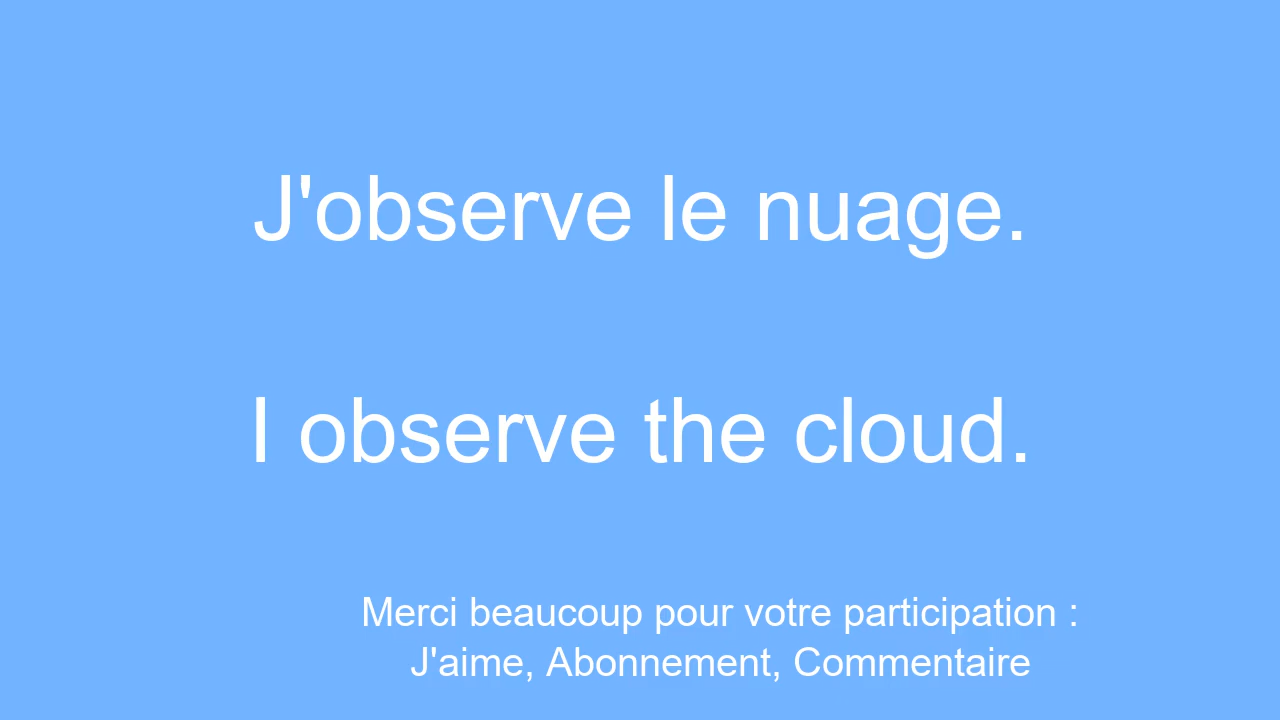 J'observe le nuage.
I observe the cloud.
Merci beaucoup pour votre participation :
J'aime, Abonnement, Commentaire